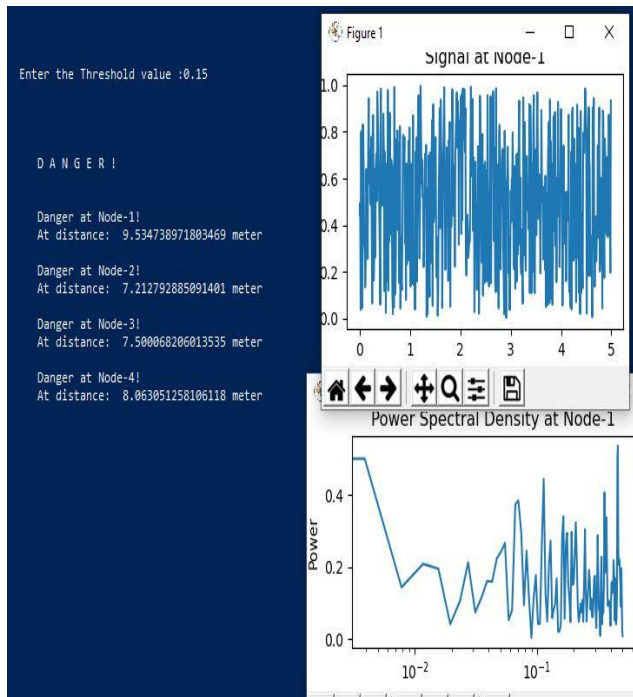 Enter the Threshold value :0.15
D A N G E R !
Danger at Node-1!
At distance: 9.534738971803469 meter
Danger at Node-2!
At distance: 7.212792885091401 meter
Danger at Node-3!
At distance: 7.500068206013535 meter
Danger at Node-4!
At distance: 8.063051258106118 meter
Figure 1
Signal at Node-1
1.0
0.8
0.6
0.4
0.2
0.0
0 1 2 3 4 5
Power Spectral Density at Node-1
Power
0.4
0.2
0.0
10⁻² 10⁻¹